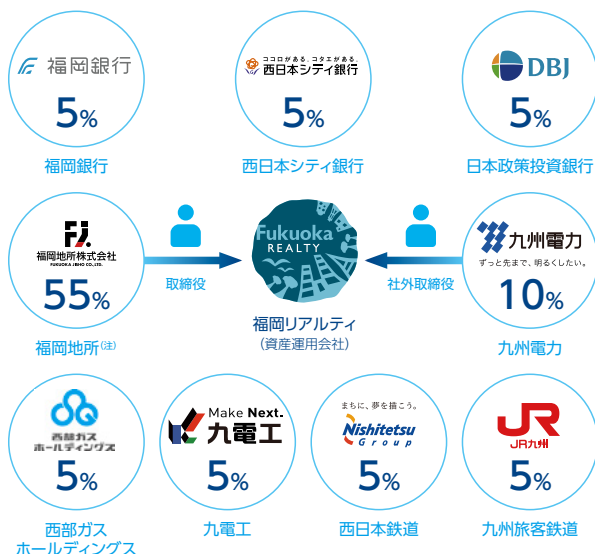 福岡銀行
5%
福岡銀行
ココロがある、コタエがある。
西日本シティ銀行
5%
西日本シティ銀行
DBJ
5%
日本政策投資銀行
福岡地所株式会社
FUKUOKA JISHO CO.,LTD.
55%
福岡地所(注)
取締役
Fukuoka
REALTY
福岡リアルティ
(資産運用会社)
社外取締役
九州電力
ずっと先まで、明るくしたい。
10%
九州電力
西部ガス
ホールディングス
5%
西部ガス
ホールディングス
Make Next.
九電工
5%
九電工
まちに、夢を描こう。
Nishitetsu
Group
5%
西日本鉄道
JR
JR九州
5%
九州旅客鉄道